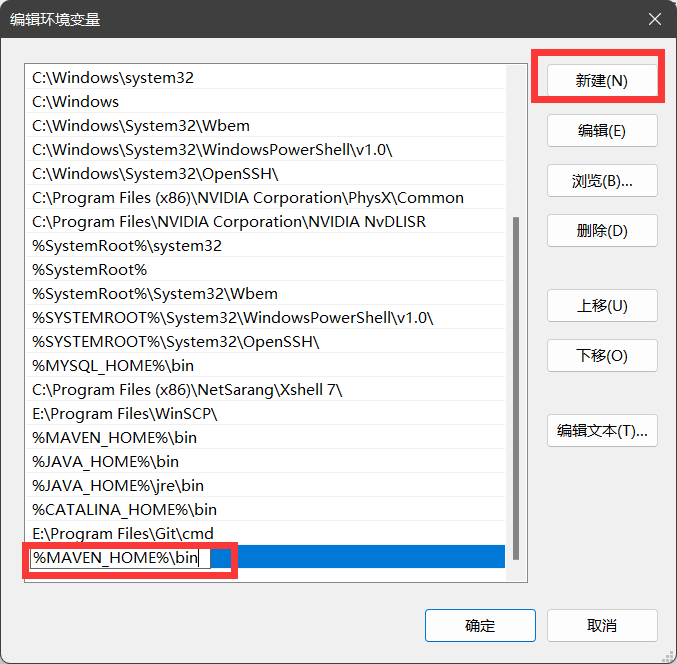 编辑环境变量
C:\Windows\system32
C:\Windows
C:\Windows\System32\Wbem
C:\Windows\System32\WindowsPowerShell\v1.0\
C:\Windows\System32\OpenSSH\
C:\Program Files (x86)\NVIDIA Corporation\PhysX\Common
C:\Program Files\NVIDIA Corporation\NVIDIA NvDLISR
%SystemRoot%\system32
%SystemRoot%
%SystemRoot%\System32\Wbem
%SYSTEMROOT%\System32\WindowsPowerShell\v1.0\
%SYSTEMROOT%\System32\OpenSSH\
%MYSQL_HOME%\bin
C:\Program Files (x86)\NetSarang\Xshell 7\
E:\Program Files\WinSCP\
%MAVEN_HOME%\bin
%JAVA_HOME%\bin
%JAVA_HOME%\jre\bin
%CATALINA_HOME%\bin
E:\Program Files\Git\cmd
%MAVEN_HOME%\bin
新建(N)
编辑(E)
浏览(B)...
删除(D)
上移(U)
下移(O)
编辑文本(T)...
确定
取消